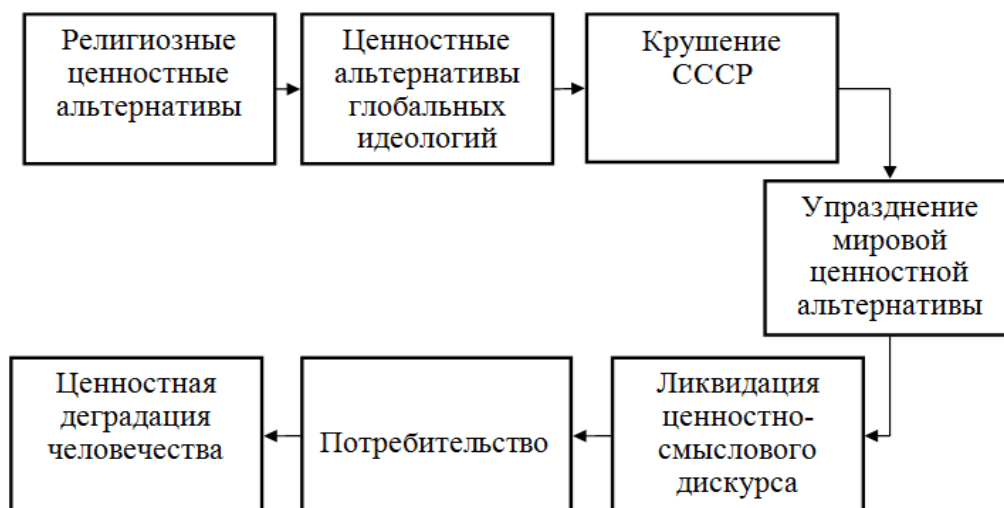 Религиозные
ценностные
альтернативы
Ценностные
альтернативы
глобальных
идеологий
Крушение
СССР
Упразднение
мировой
ценностной
альтернативы
Ликвидация
ценностно-
смыслового
дискурса
Потребительство
Ценностная
деградация
человечества